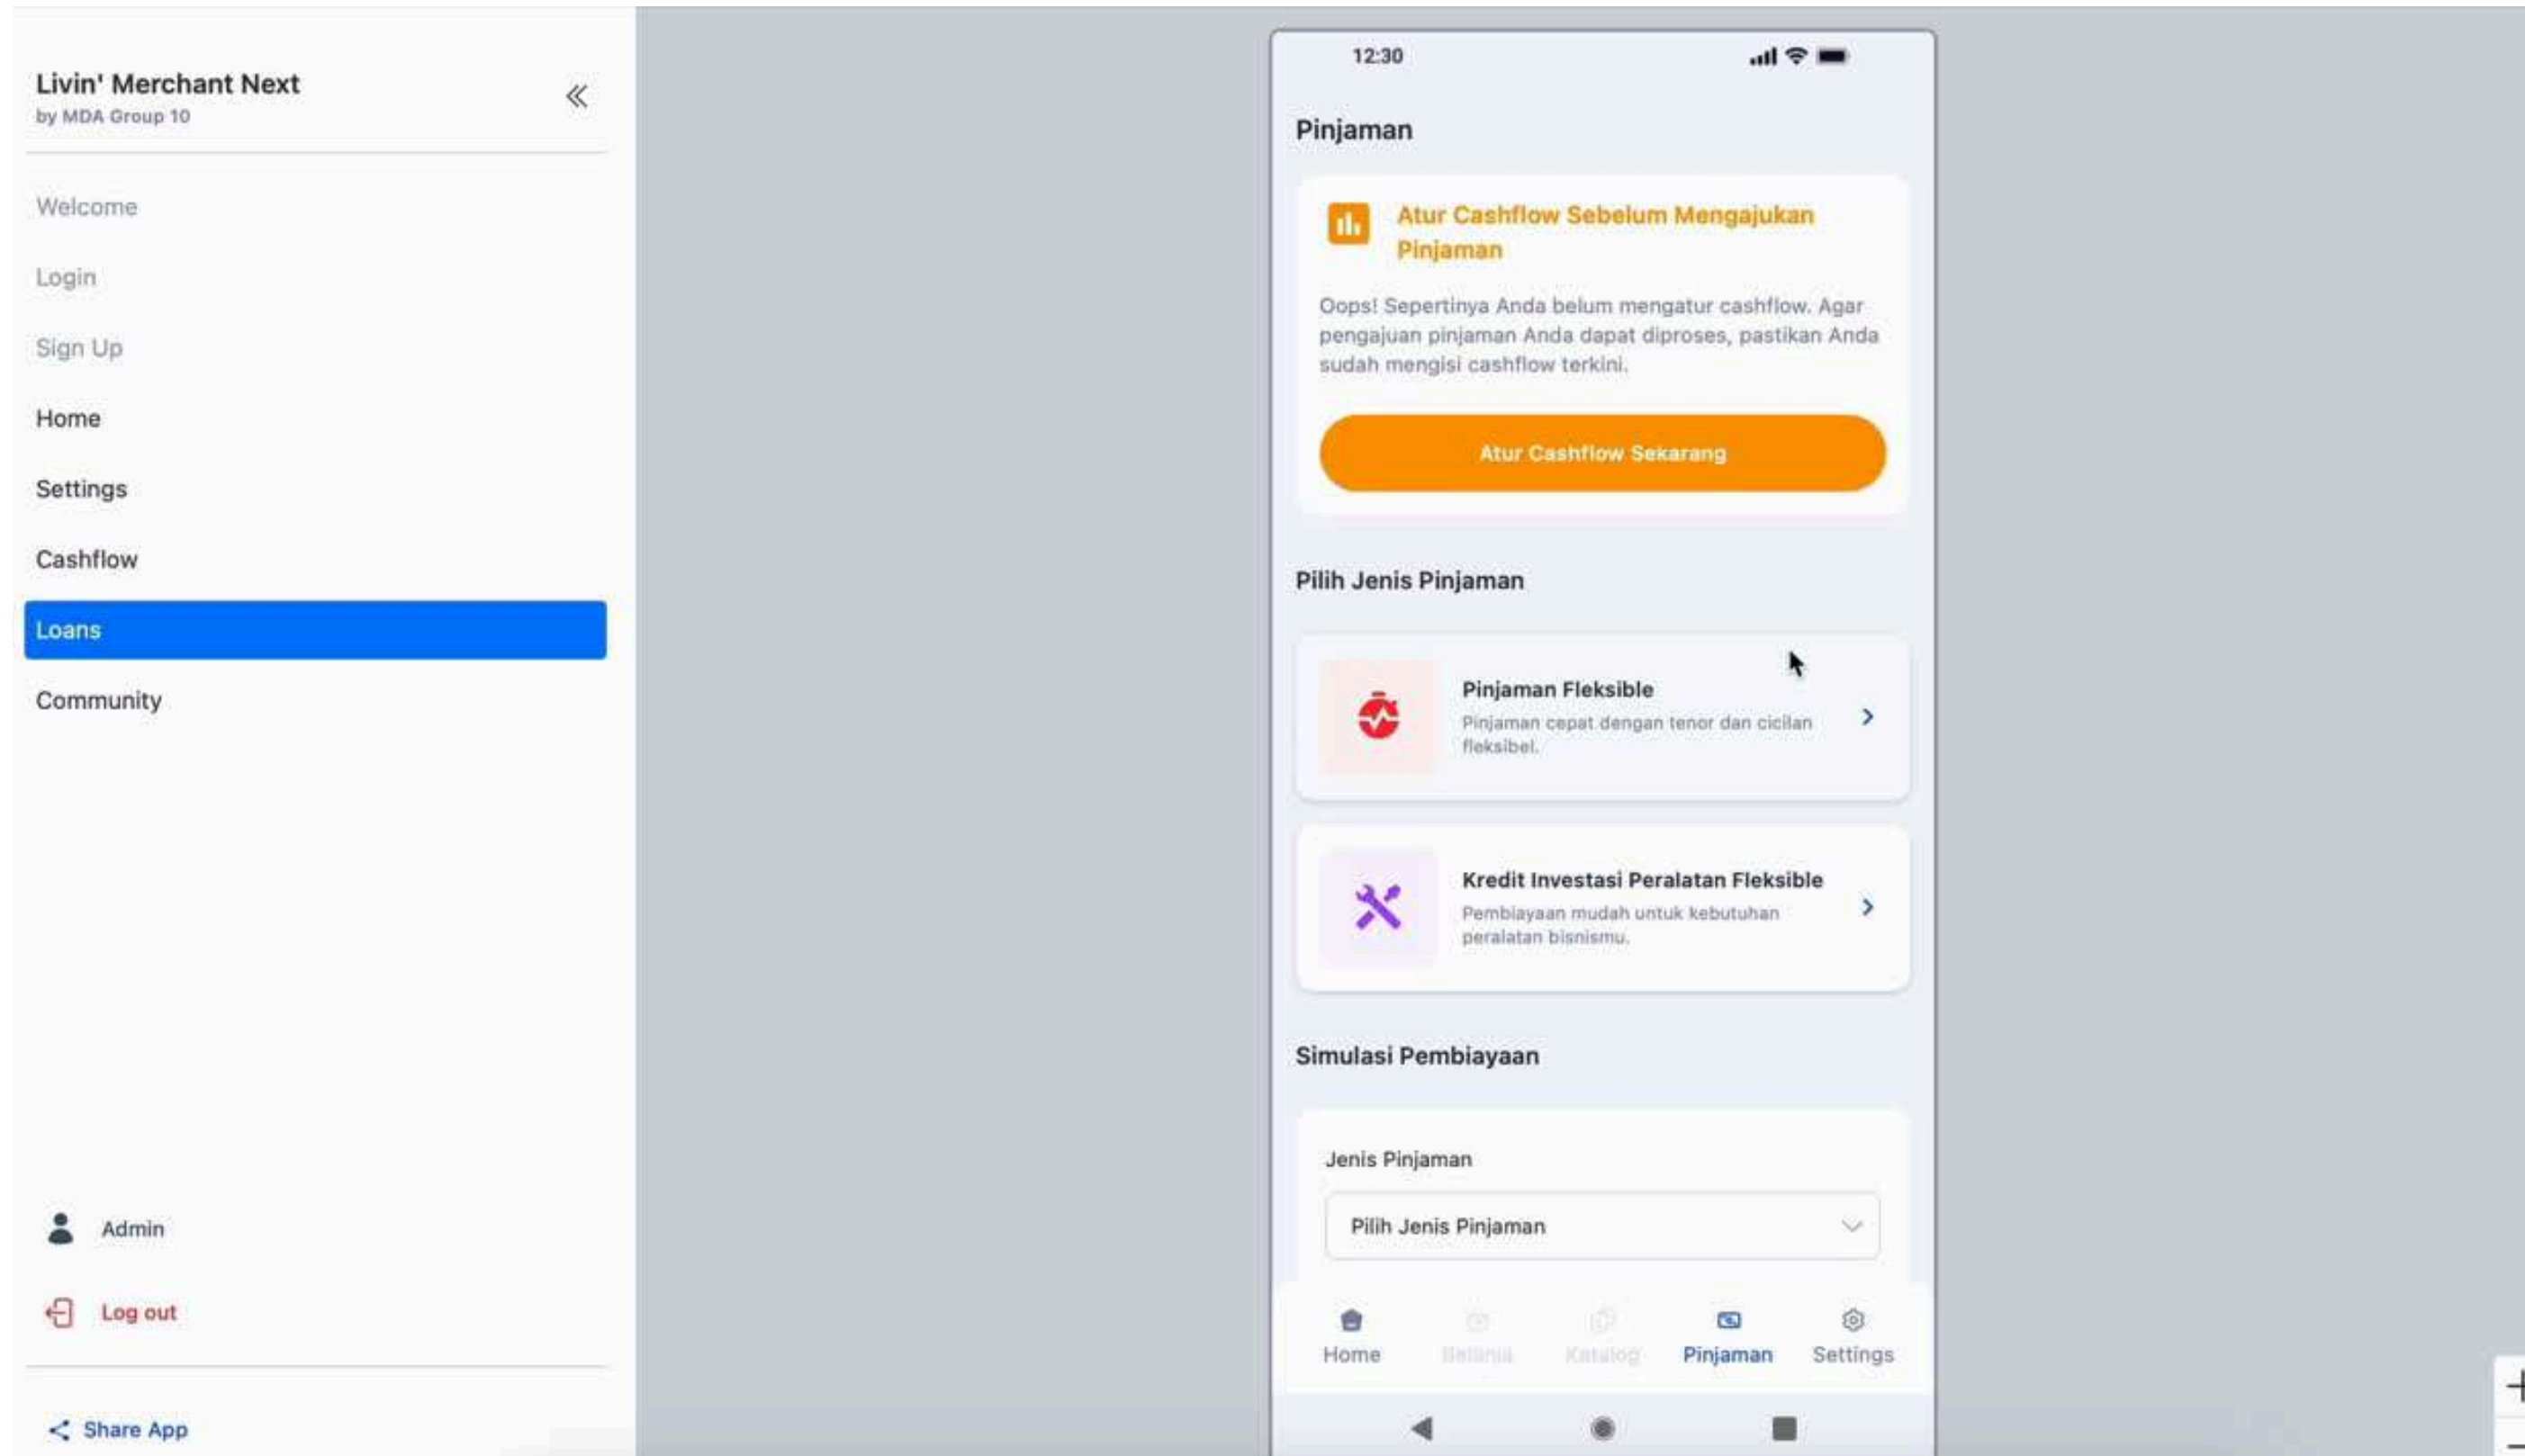 Livin' Merchant Next
by MDA Group 10
Welcome
Login
Sign Up
Home
Settings
Cashflow
Loans
Community
Admin
Log out
Share App
12:30
Pinjaman
Atur Cashflow Sebelum Mengajukan
Pinjaman
Oops! Sepertinya Anda belum mengatur cashflow. Agar
pengajuan pinjaman Anda dapat diproses, pastikan Anda
sudah mengisi cashflow terkini.
Atur Cashflow Sekarang
Pilih Jenis Pinjaman
Pinjaman Fleksible
Pinjaman cepat dengan tenor dan cicilan
fleksibel.
Kredit Investasi Peralatan Fleksible
Pembiayaan mudah untuk kebutuhan
peralatan bisnismu.
Simulasi Pembiayaan
Jenis Pinjaman
Pilih Jenis Pinjaman
Home Katalog Pinjaman Settings